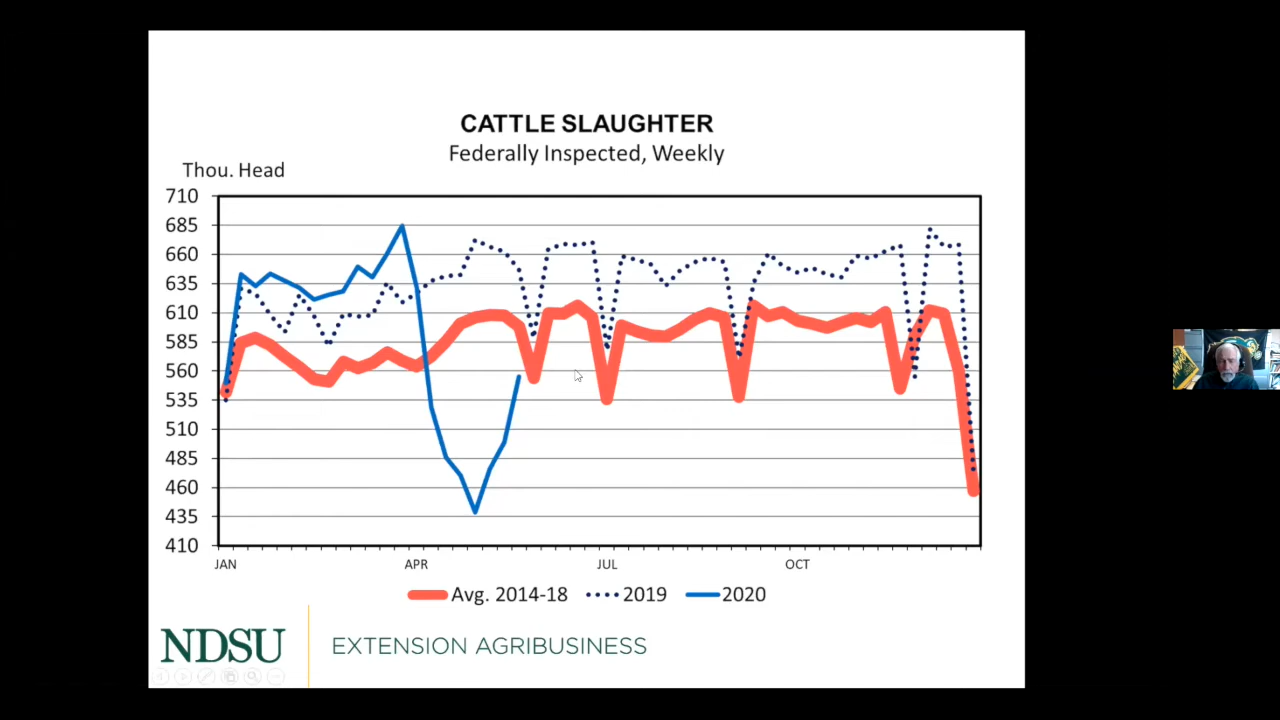 CATTLE SLAUGHTER
Federally Inspected, Weekly
Thou. Head
710
685
660
635
610
585
560
535
510
485
460
435
410
JAN APR JUL OCT
Avg. 2014-18 2019 2020
NDSU EXTENSION AGRIBUSINESS